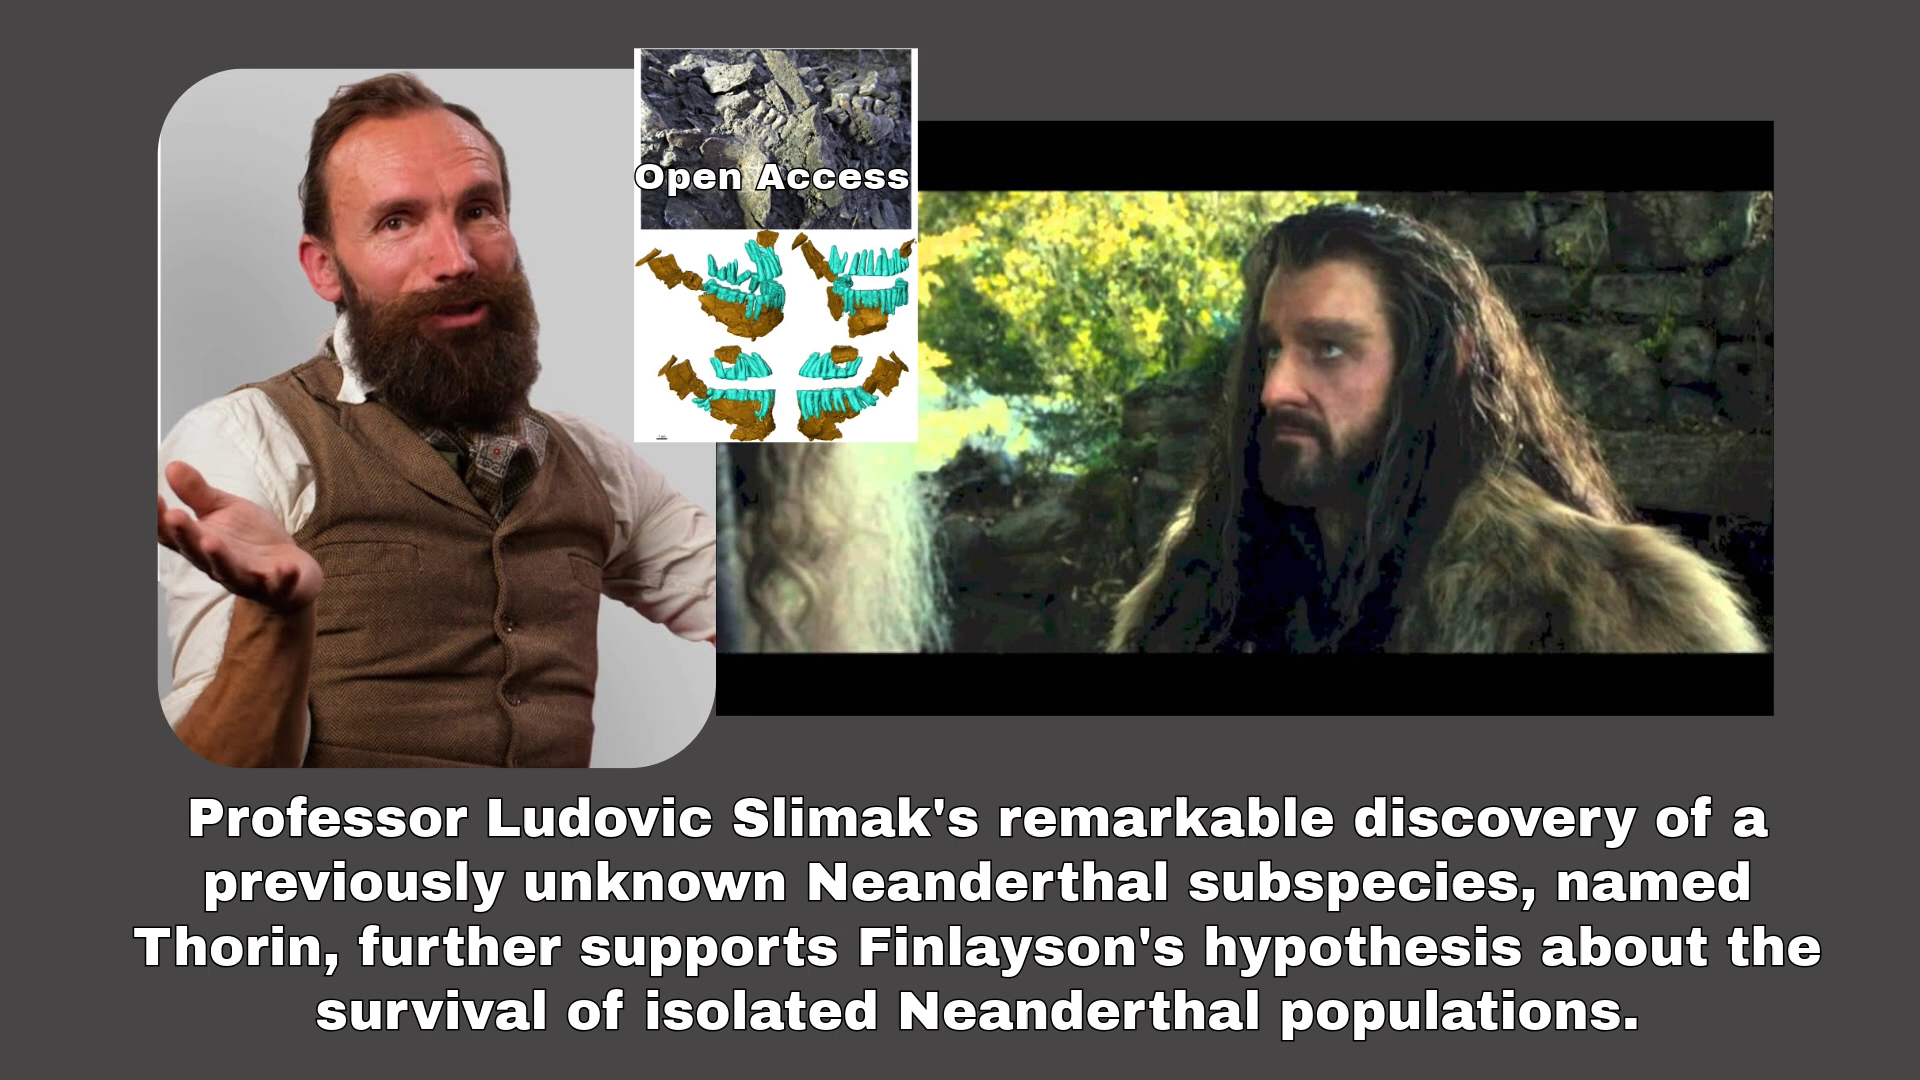 Open Access
Professor Ludovic Slimak's remarkable discovery of a
previously unknown Neanderthal subspecies, named
Thorin, further supports Finlayson's hypothesis about the
survival of isolated Neanderthal populations.